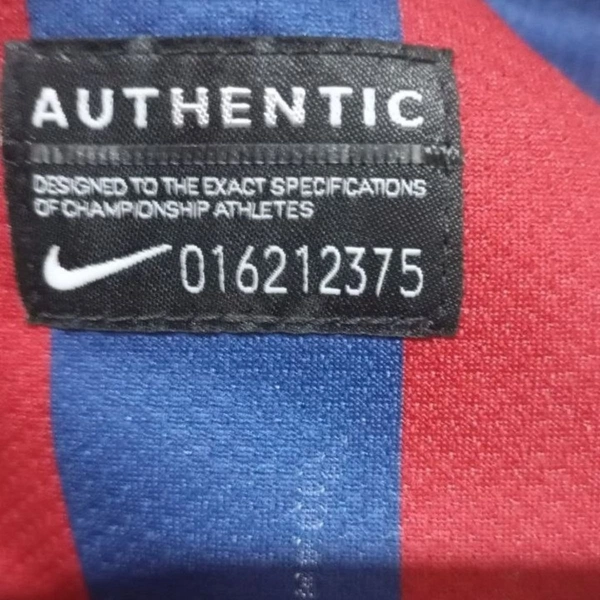 AUTHENTIC
DESIGNED TO THE EXACT SPECIFICATIONS
OF CHAMPIONSHIP ATHLETES
016212375